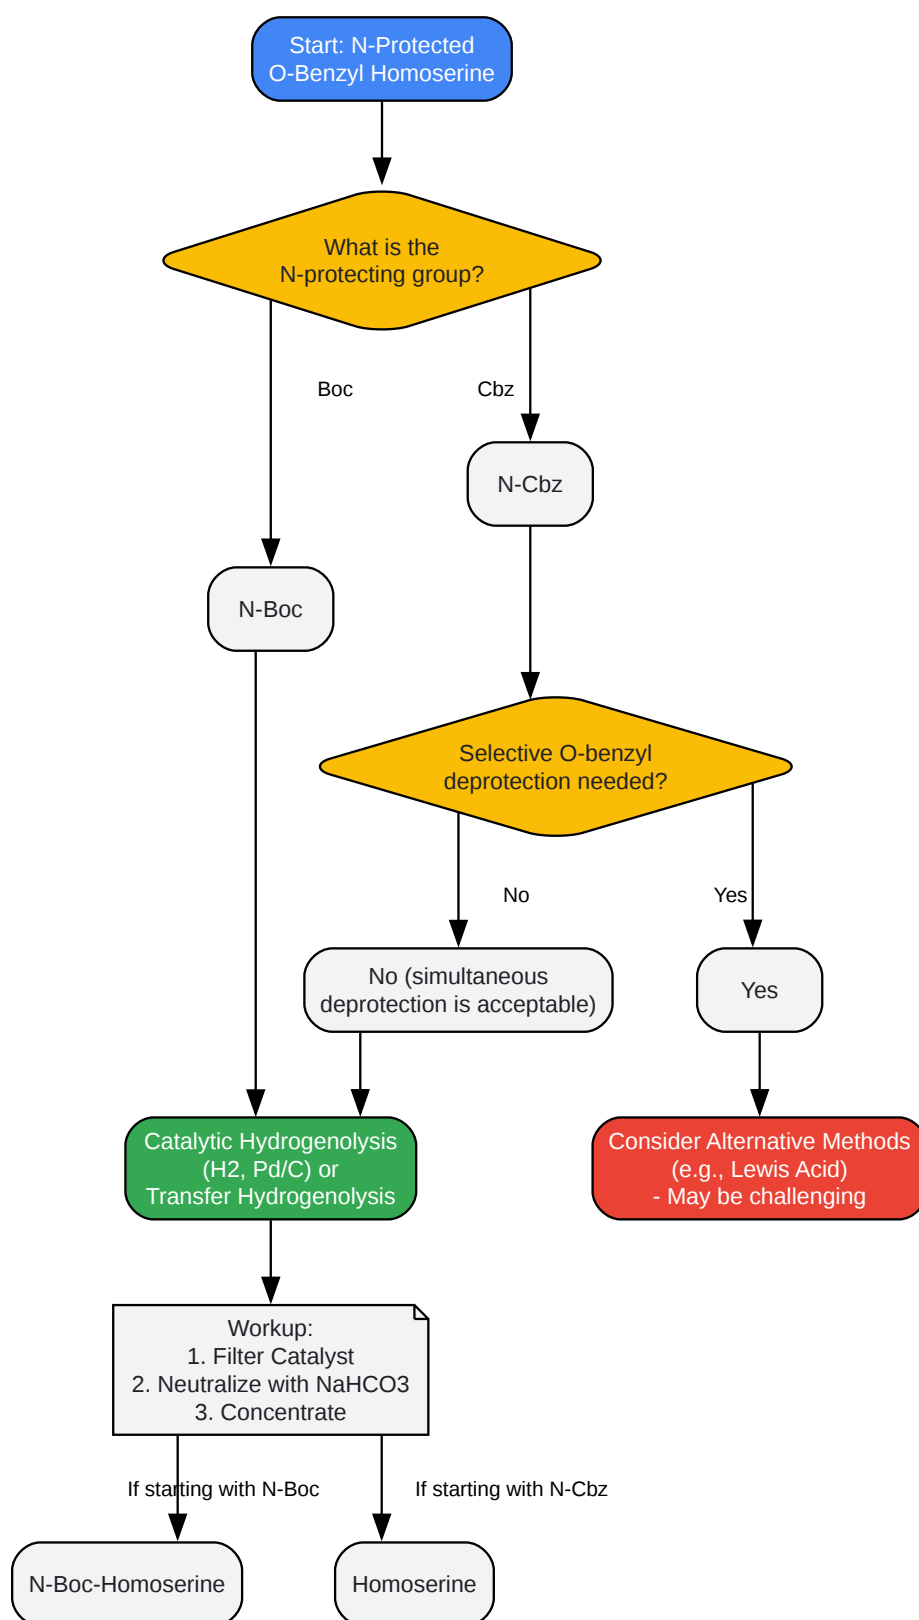 Start: N-Protected
O-Benzyl Homoserine
What is the
N-protecting group?
Boc
Cbz
N-Cbz
N-Boc
Selective O-benzyl
deprotection needed?
No
Yes
No (simultaneous
deprotection is acceptable)
Yes
Catalytic Hydrogenolysis
(H2, Pd/C) or
Transfer Hydrogenolysis
Consider Alternative Methods
(e.g., Lewis Acid)
- May be challenging
Workup:
1. Filter Catalyst
2. Neutralize with NaHCO3
3. Concentrate
If starting with N-Boc
If starting with N-Cbz
N-Boc-Homoserine
Homoserine